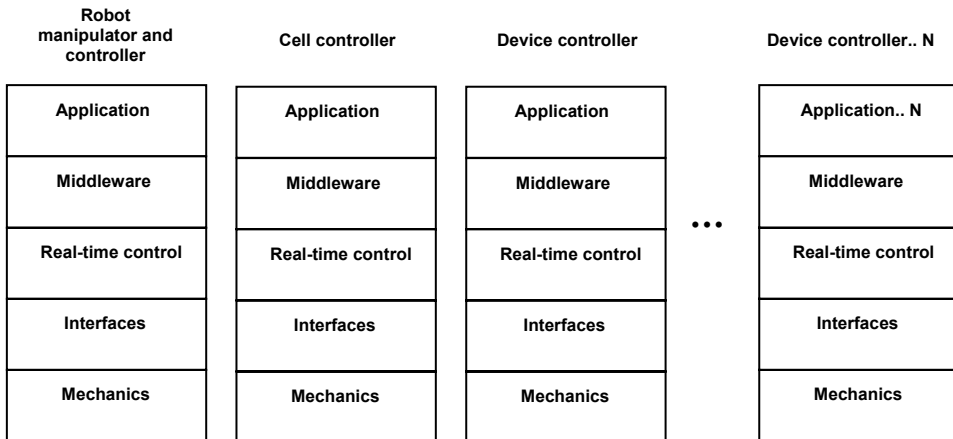 Robot
manipulator and
controller
Cell controller
Device controller
Device controller.. N
Application
Application
Application
Application.. N
Middleware
Middleware
Middleware
Middleware
...
Real-time control
Real-time control
Real-time control
Real-time control
Interfaces
Interfaces
Interfaces
Interfaces
Mechanics
Mechanics
Mechanics
Mechanics